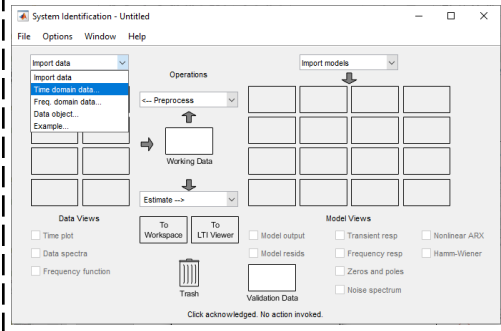 System Identification - Untitled
File Options Window Help
Import data
Import data
Time domain data...
Freq. domain data...
Data object...
Example...
Operations
<-- Preprocess
Working Data
Estimate -->
Import models
Data Views
Time plot
Data spectra
Frequency function
To
Workspace
To
LTI Viewer
Trash
Validation Data
Model Views
Model output
Transient resp
Nonlinear ARX
Model resids
Frequency resp
Hamm-Wiener
Zeros and poles
Noise spectrum
Click acknowledged. No action invoked.